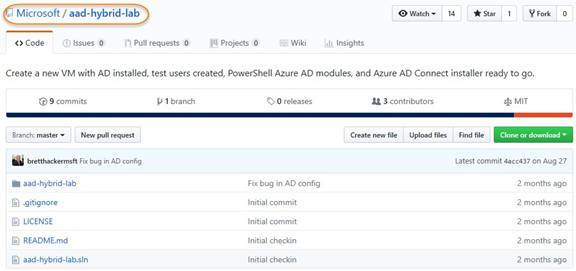 Microsoft / aad-hybrid-lab
Watch 14 Star 1 Fork 0
Code Issues 0 Pull requests 0 Projects 0 Wiki Insights
Create a new VM with AD installed, test users created, PowerShell Azure AD modules, and Azure AD Connect installer ready to go.
9 commits 1 branch 0 releases 3 contributors MIT
Branch: master New pull request Create new file Upload files Find file Clone or download
bretthackermsft Fix bug in AD config Latest commit 4acc437 on Aug 27
aad-hybrid-lab Fix bug in AD config 2 months ago
.gitignore Initial commit 2 months ago
LICENSE Initial commit 2 months ago
README.md Initial checkin 2 months ago
aad-hybrid-lab.sln Initial checkin 2 months ago